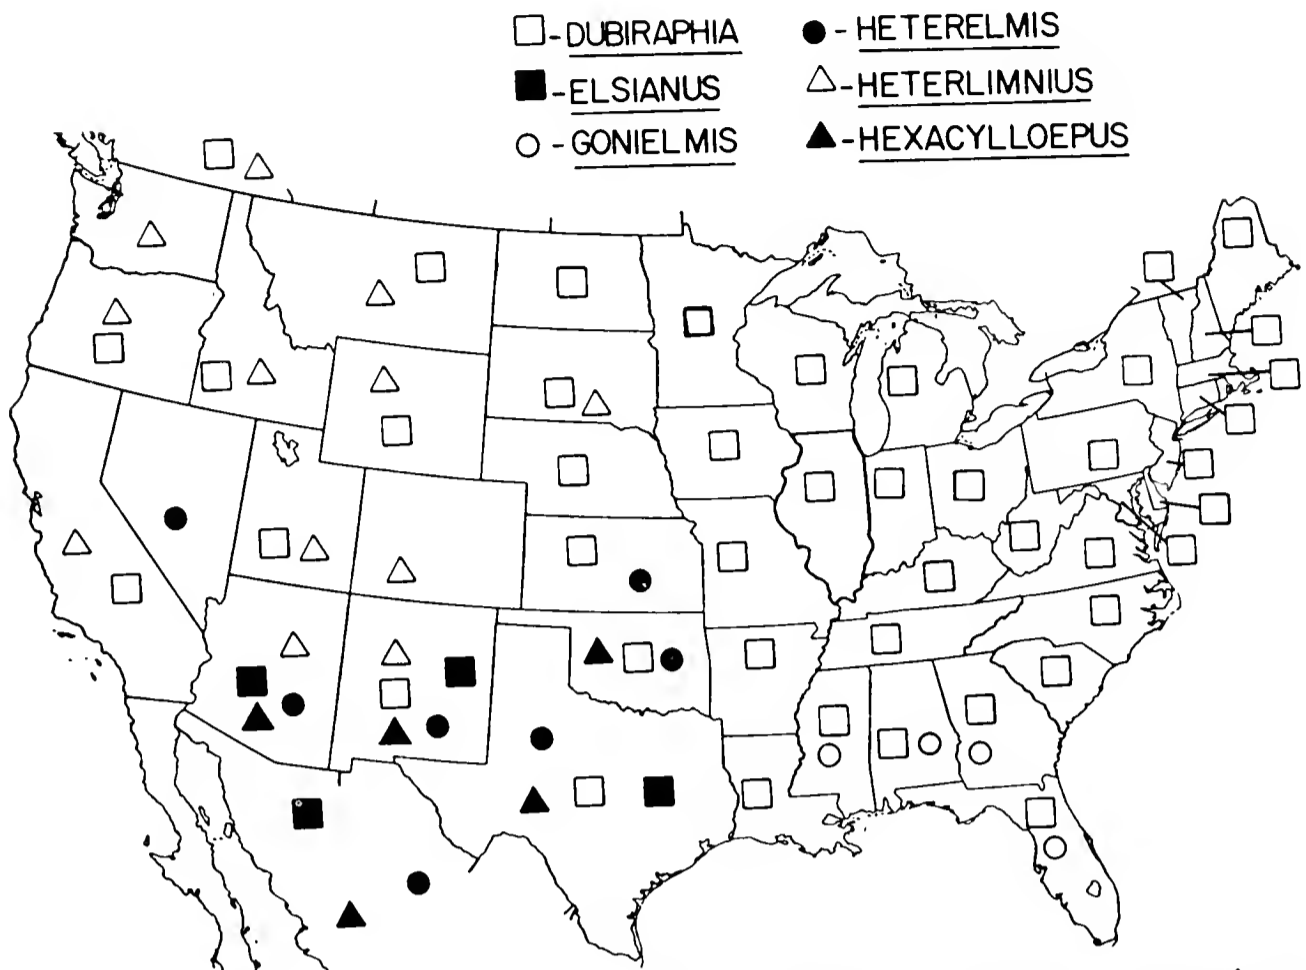 □-DUBIRAPHIA
■-ELSIANUS
○-GONIELMIS
●-HETERELMIS
△-HETERLIMNIUS
▲-HEXACYLLOEPUS